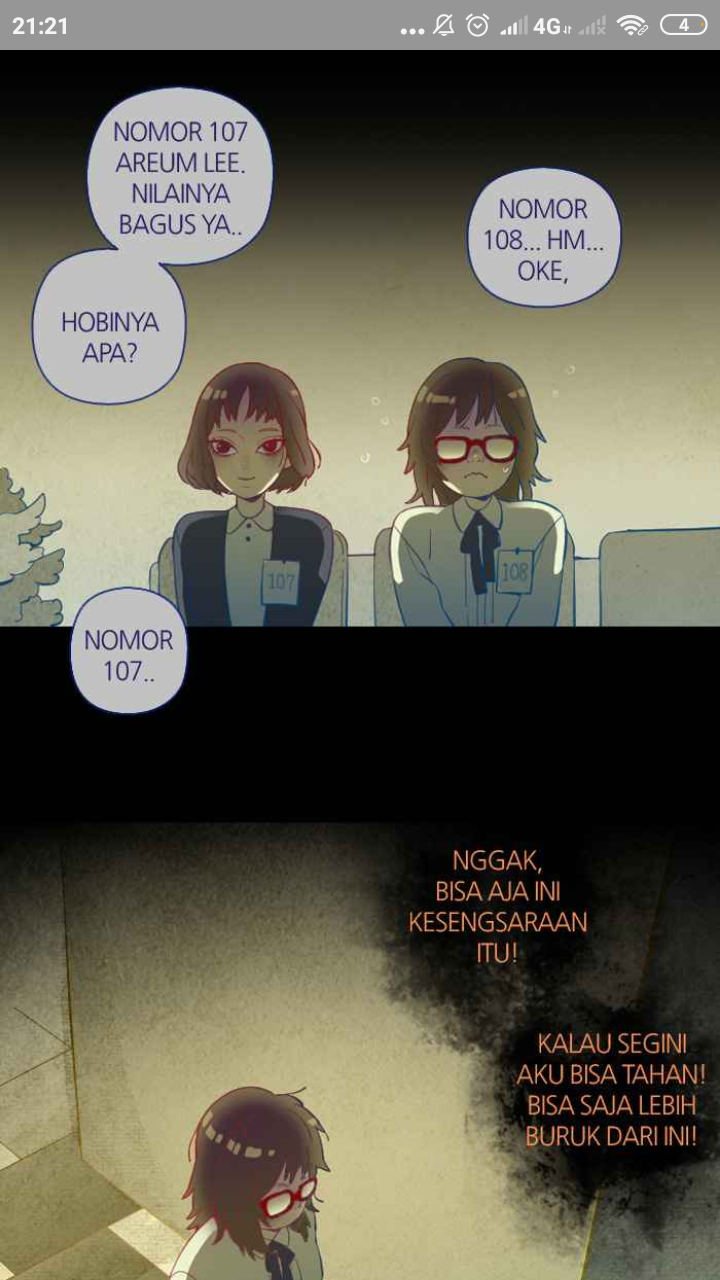 21:21
4G
4
NOMOR 107
AREUM LEE.
NILAINYA
BAGUS YA..
NOMOR
108... HM...
OKE,
HOBINYA
APA?
107
108
NOMOR
107..
NGGAK,
BISA AJA INI
KESENGSARAAN
ITU!
KALAU SEGINI
AKU BISA TAHAN!
BISA SAJA LEBIH
BURUK DARI INI!